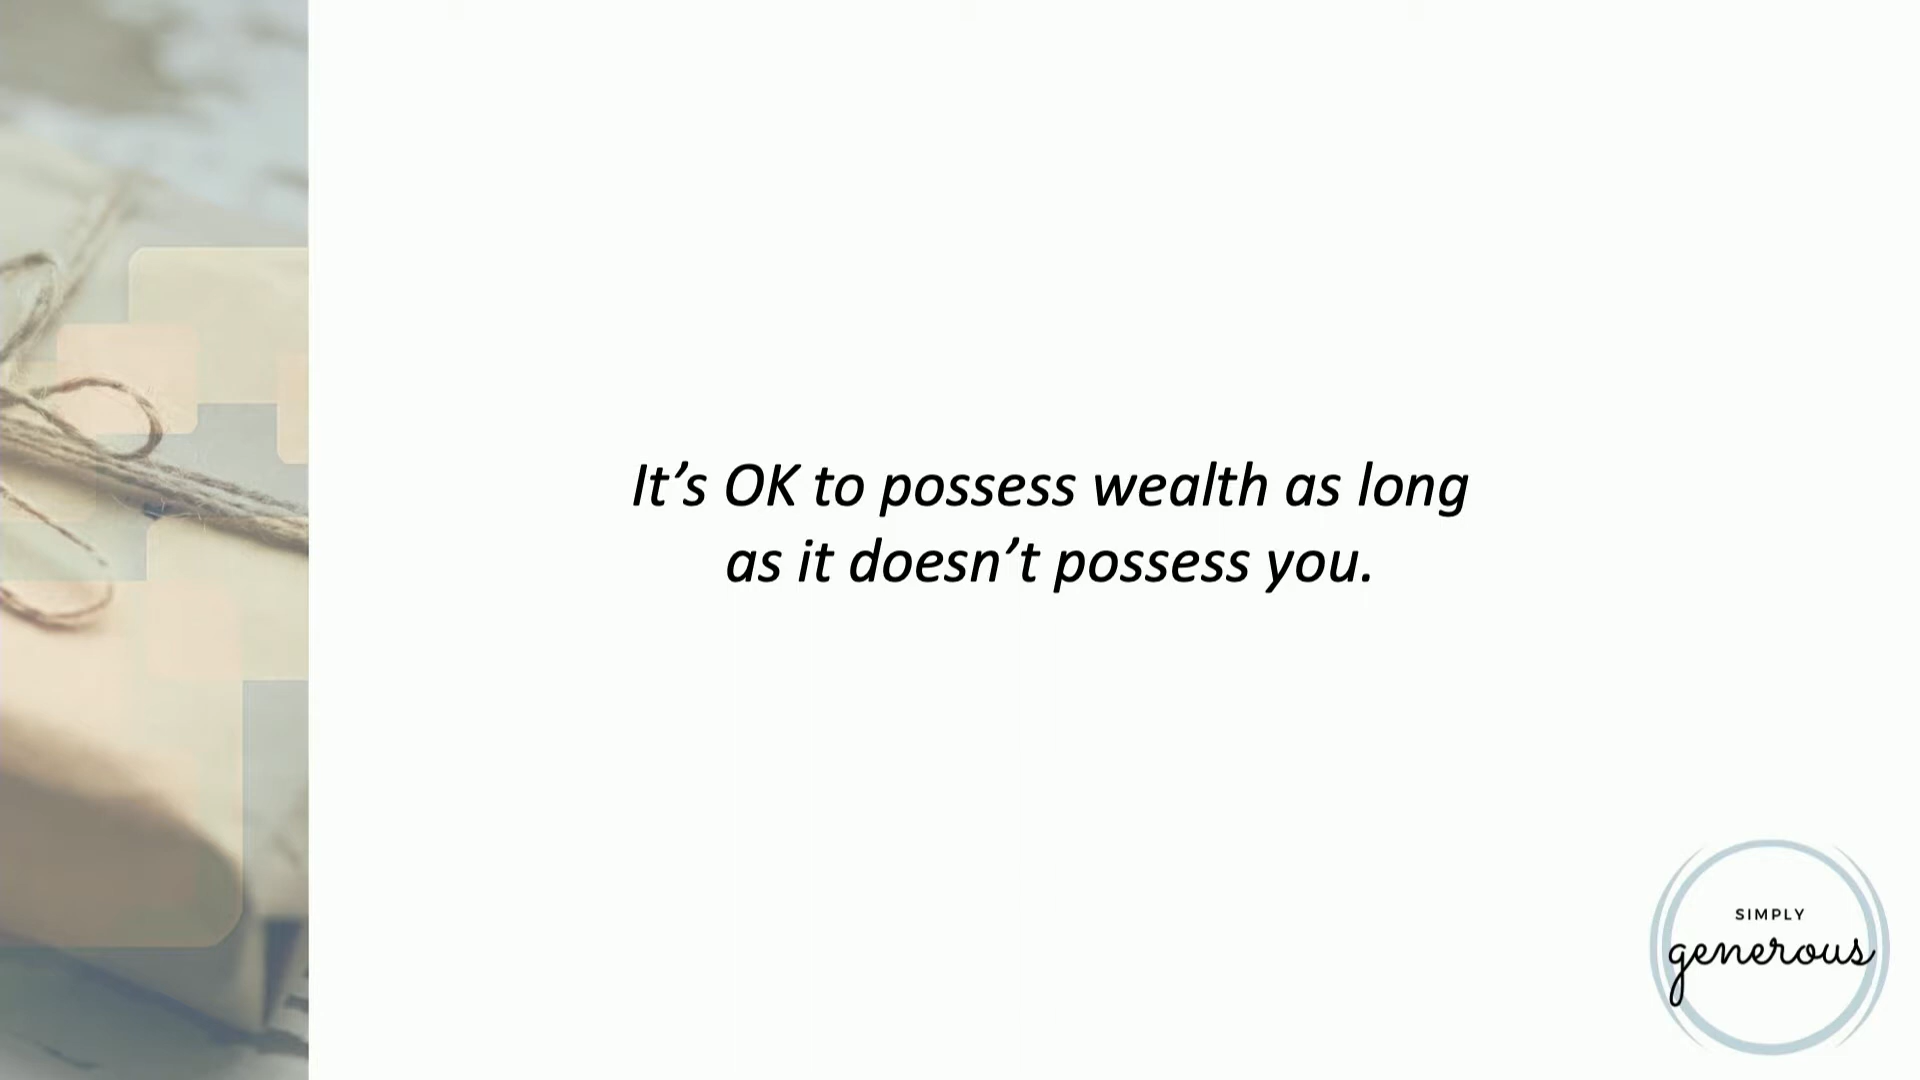 It’s OK to possess wealth as long
as it doesn’t possess you.
SIMPLY
generous